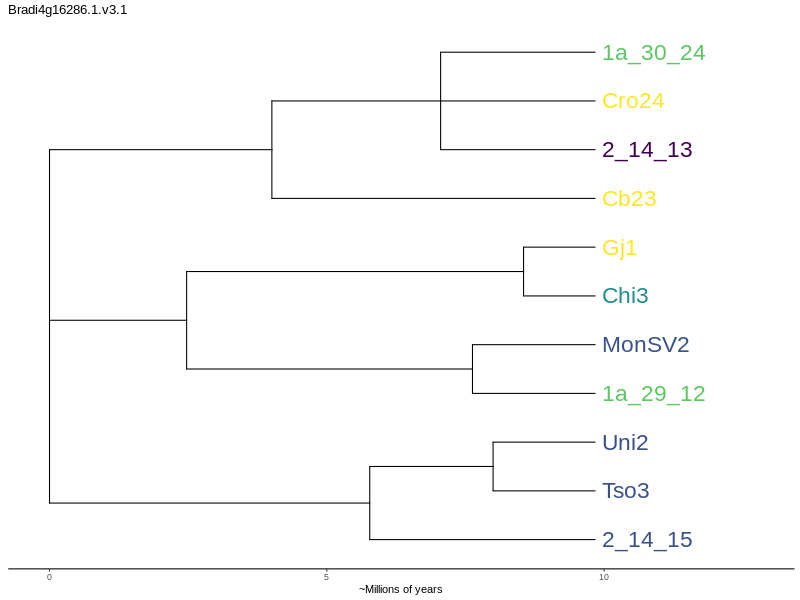 Bradi4g16286.1.v3.1
1a_30_24
Cro24
2_14_13
Cb23
Gj1
Chi3
MonSV2
1a_29_12
Uni2
Tso3
2_14_15
0 5 10
~Millions of years